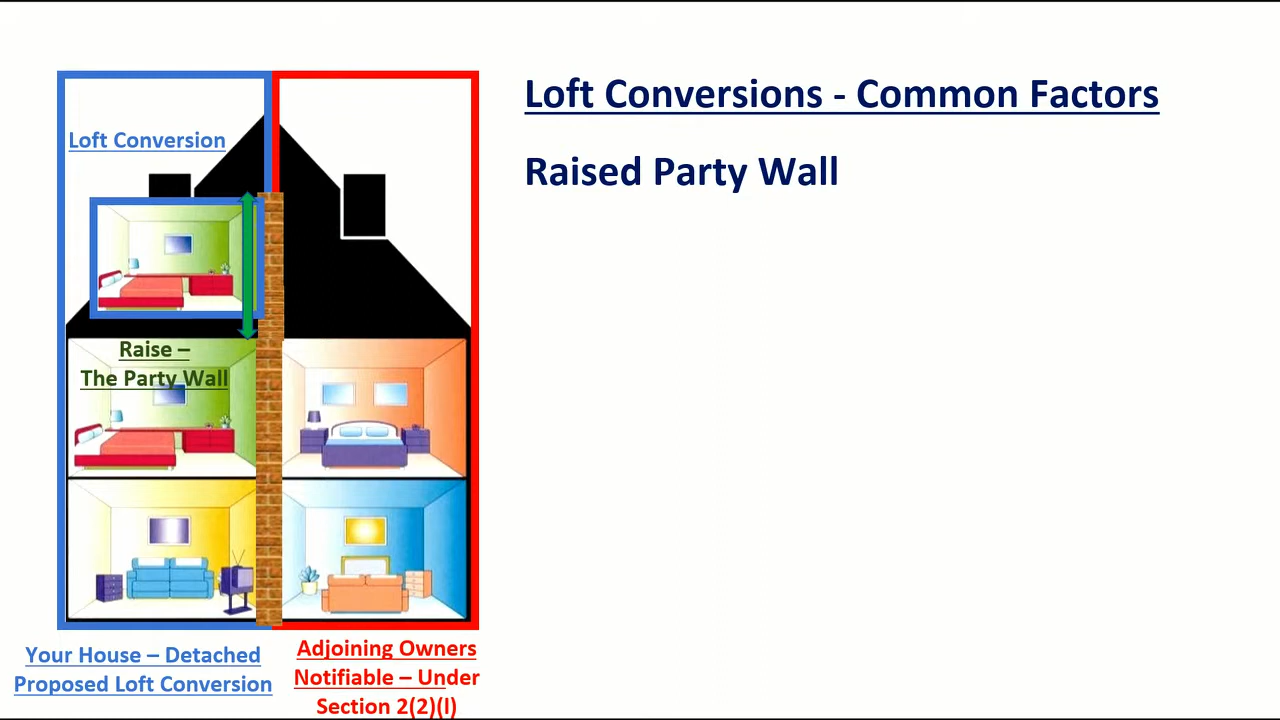 Loft Conversions - Common Factors
Raised Party Wall
Loft Conversion
Raise –
The Party Wall
Your House – Detached
Proposed Loft Conversion
Adjoining Owners
Notifiable – Under
Section 2(2)(l)